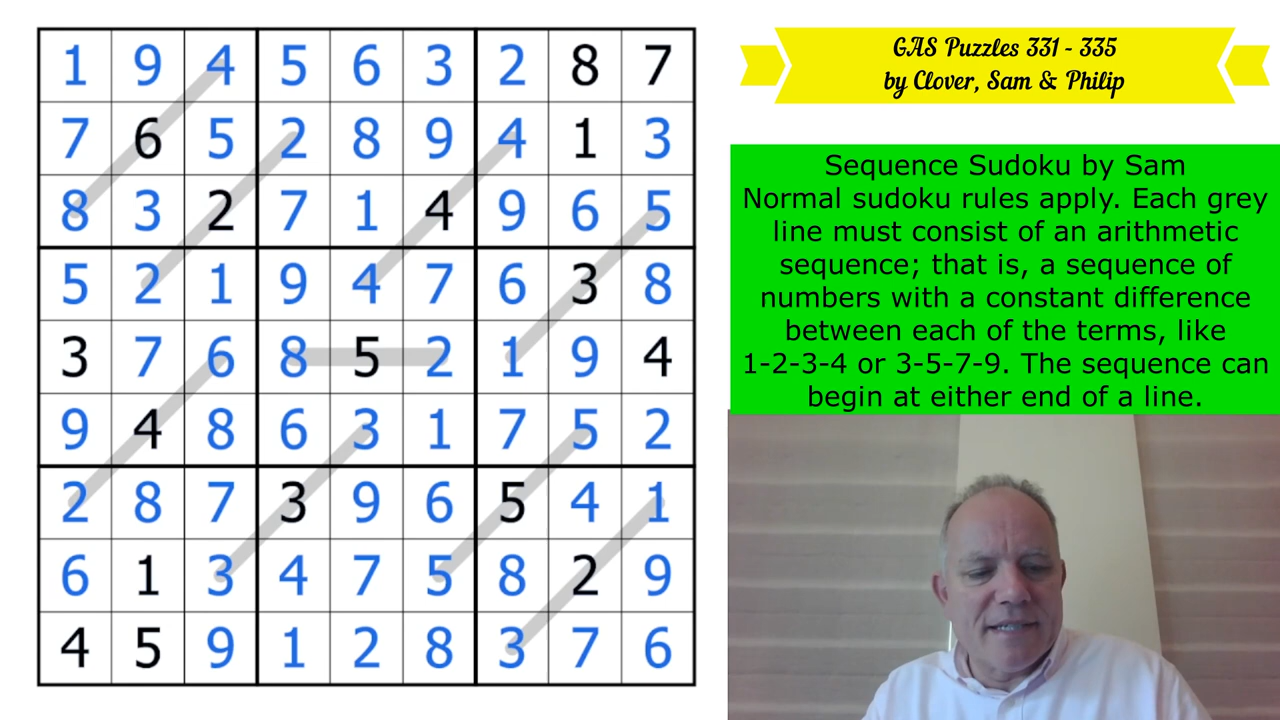 1 9 4 5 6 3 2 8 7
7 6 5 2 8 9 4 1 3
8 3 2 7 1 4 9 6 5
5 2 1 9 4 7 6 3 8
3 7 6 8 5 2 1 9 4
9 4 8 6 3 1 7 5 2
2 8 7 3 9 6 5 4 1
6 1 3 4 7 5 8 2 9
4 5 9 1 2 8 3 7 6
GAS Puzzles 331 - 335
by Clover, Sam & Philip
Sequence Sudoku by Sam
Normal sudoku rules apply. Each grey
line must consist of an arithmetic
sequence; that is, a sequence of
numbers with a constant difference
between each of the terms, like
1-2-3-4 or 3-5-7-9. The sequence can
begin at either end of a line.